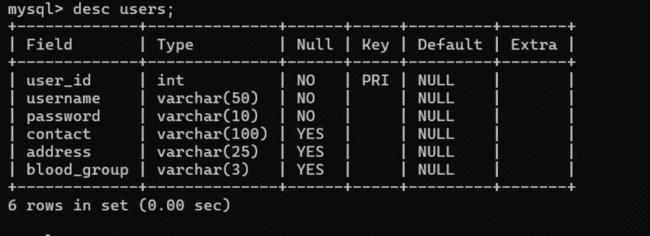 mysql> desc users;
+-------------+--------------+------+-----+---------+-------+
| Field       | Type         | Null | Key | Default | Extra |
+-------------+--------------+------+-----+---------+-------+
| user_id     | int          | NO   | PRI | NULL    |       |
| username    | varchar(50)  | NO   |     | NULL    |       |
| password    | varchar(10)  | NO   |     | NULL    |       |
| contact     | varchar(100) | YES  |     | NULL    |       |
| address     | varchar(25)  | YES  |     | NULL    |       |
| blood_group | varchar(3)   | YES  |     | NULL    |       |
+-------------+--------------+------+-----+---------+-------+
6 rows in set (0.00 sec)